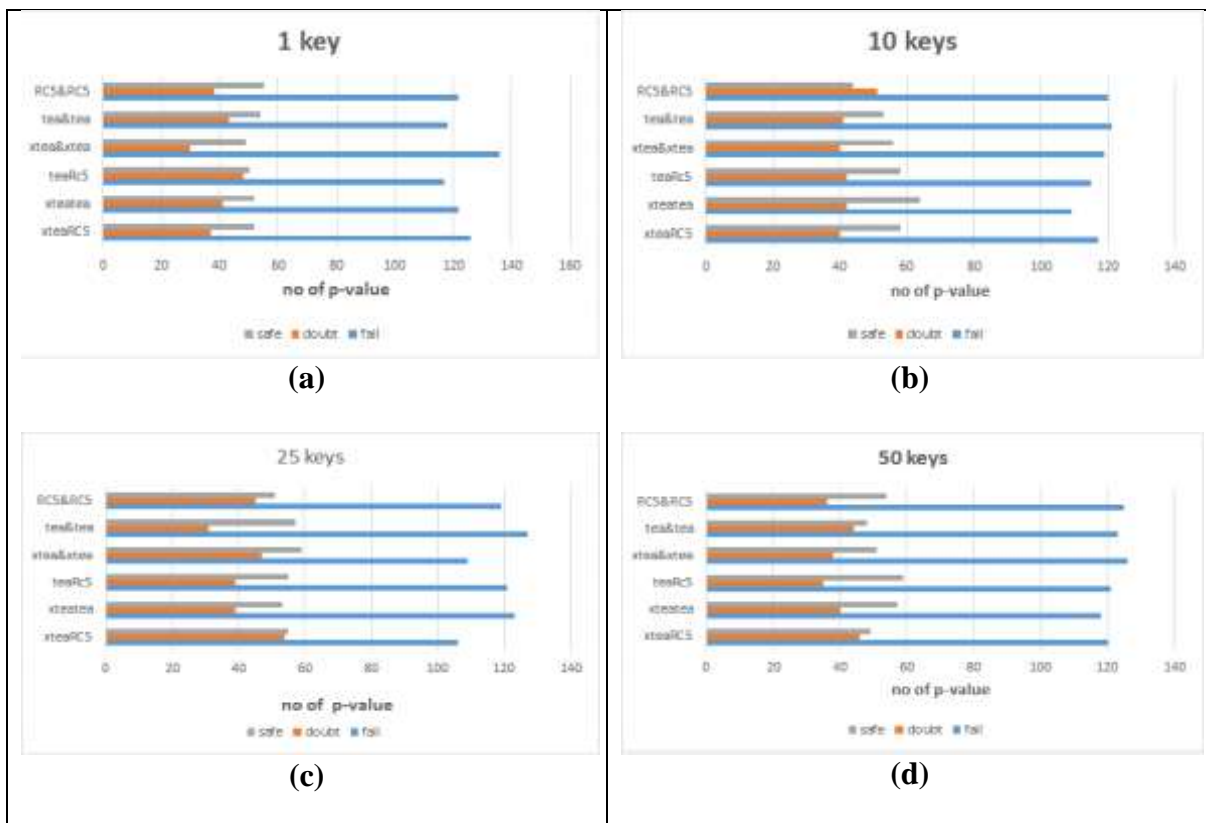 1 key
RC5&RC5
tea&tea
xtea&xtea
teaRc5
xteatea
xteaRC5
0 20 40 60 80 100 120 140 160
no of p-value
safe doubt fail
(a)
10 keys
RC5&RC5
tea&tea
xtea&xtea
teaRc5
xteatea
xteaRC5
0 20 40 60 80 100 120 140
no of p-value
safe doubt fail
(b)
25 keys
RC5&RC5
tea&tea
xtea&xtea
teaRc5
xteatea
xteaRC5
0 20 40 60 80 100 120 140
no of p-value
safe doubt fail
(c)
50 keys
RC5&RC5
tea&tea
xtea&xtea
teaRc5
xteatea
xteaRC5
0 20 40 60 80 100 120 140
no of p-value
safe doubt fail
(d)